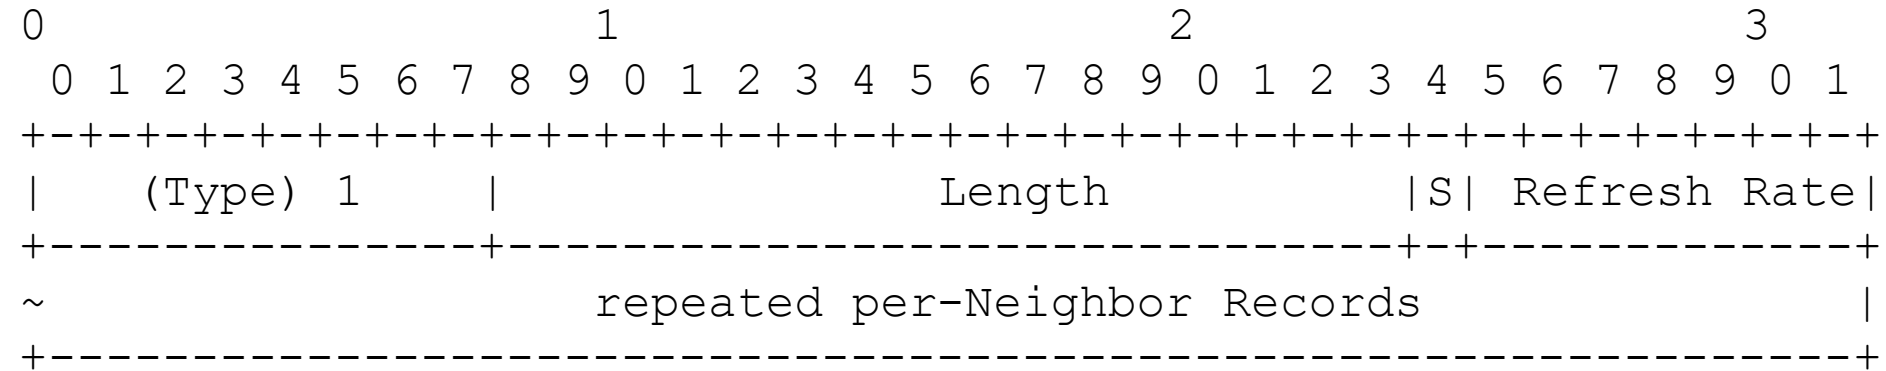 0                   1                   2                   3
 0 1 2 3 4 5 6 7 8 9 0 1 2 3 4 5 6 7 8 9 0 1 2 3 4 5 6 7 8 9 0 1
+-+-+-+-+-+-+-+-+-+-+-+-+-+-+-+-+-+-+-+-+-+-+-+-+-+-+-+-+-+-+-+-+
|   (Type) 1    |               Length          |S| Refresh Rate|
+---------------+-------------------------------+-+-------------+
~                   repeated per-Neighbor Records               |
+---------------------------------------------------------------+